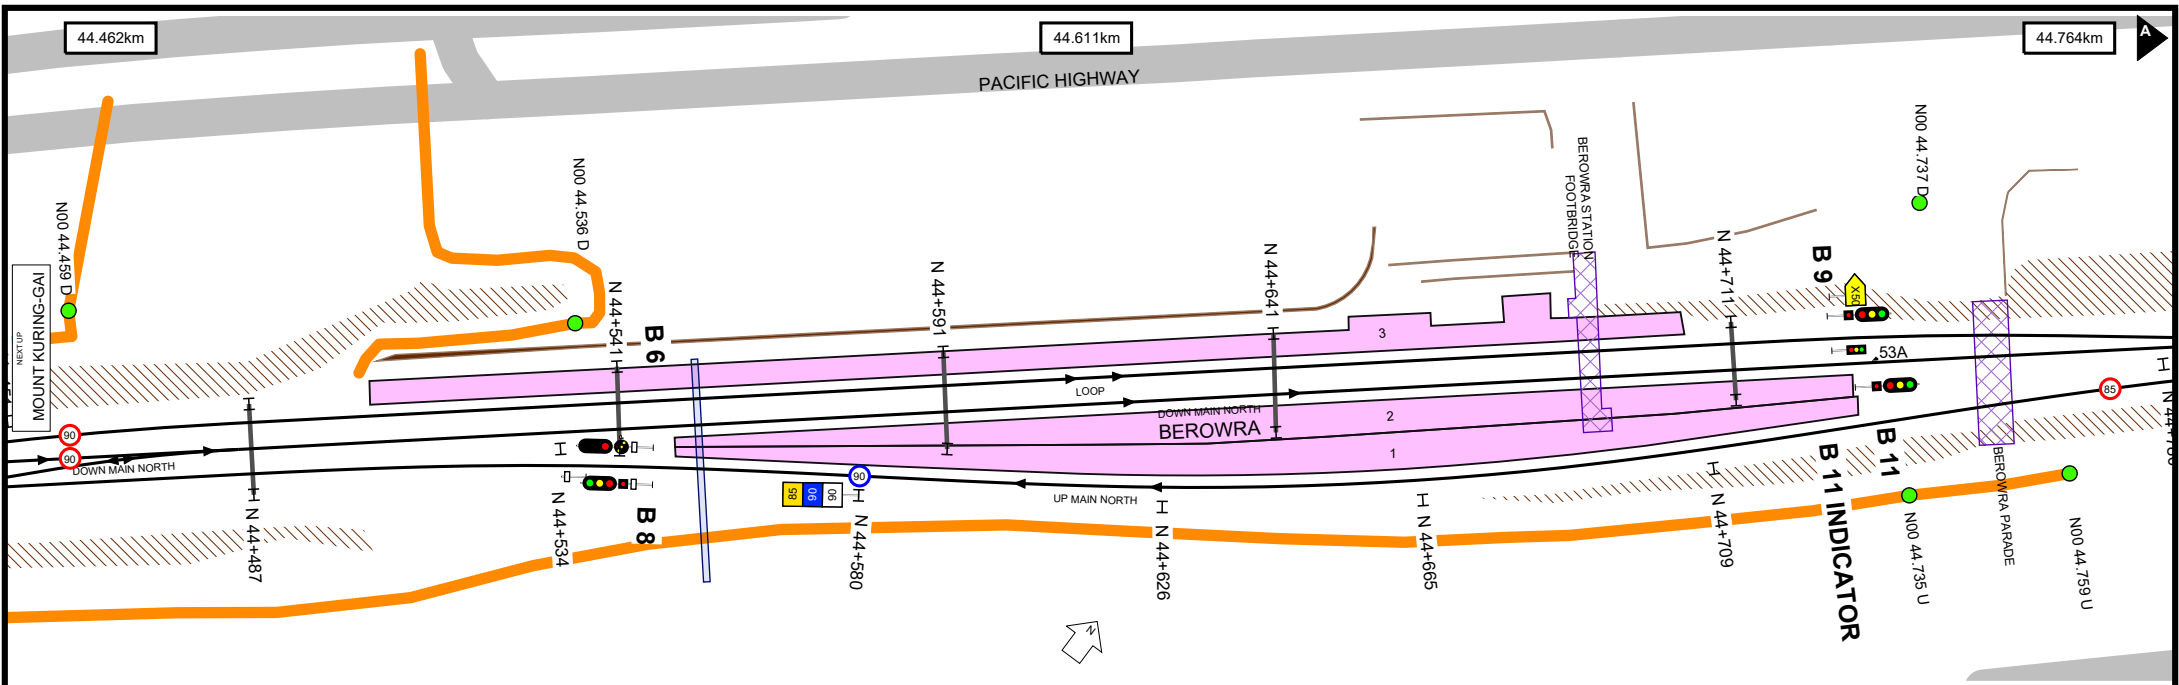 44.462km
44.611km
44.764km
A
PACIFIC HIGHWAY
N00 44.459 D
N00 44.536 D
N00 44.737 D
BEROWRA STATION
FOOTBRIDGE
NEXT UP
MOUNT KURING-GAI
N 44+541
B 6
N 44+591
N 44+641
N 44+711
B 9
X50
3
53A
LOOP
90
90
DOWN MAIN NORTH
DOWN MAIN NORTH
BEROWRA
2
1
85
90
UP MAIN NORTH
85
90
90
N 44+487
N 44+534
B 8
N 44+580
N 44+626
N 44+665
N 44+709
B 11 INDICATOR
B 11
N00 44.735 U
BEROWRA PARADE
N00 44.759 U
N